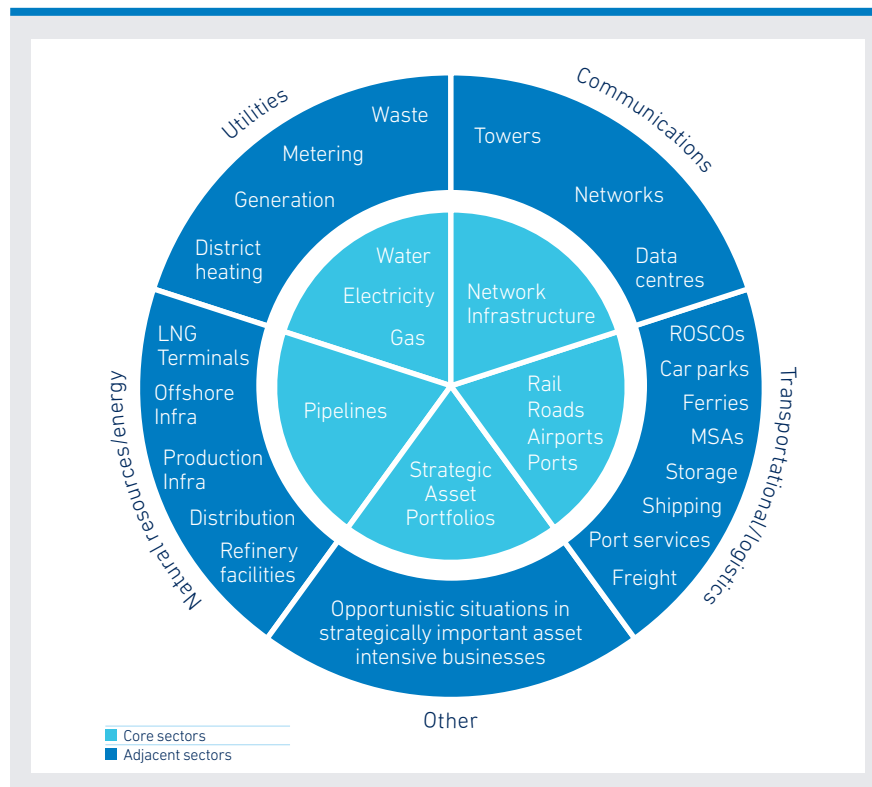 Utilities
Waste
Metering
Generation
District
heating
Water
Electricity
Gas
Communications
Towers
Networks
Data
centres
Network
Infrastructure
Transportational/logistics
ROSCOs
Car parks
Ferries
MSAs
Storage
Shipping
Port services
Freight
Rail
Roads
Airports
Ports
Natural resources/energy
LNG
Terminals
Offshore
Infra
Production
Infra
Distribution
Refinery
facilities
Pipelines
Strategic
Asset
Portfolios
Opportunistic situations in
strategically important asset
intensive businesses
Other
Core sectors
Adjacent sectors